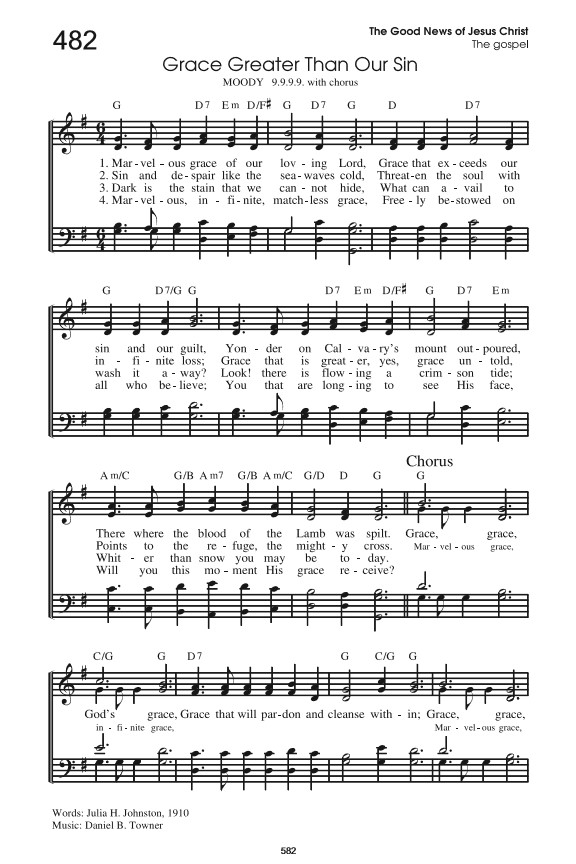 482
The Good News of Jesus Christ
The gospel
Grace Greater Than Our Sin
MOODY 9.9.9.9. with chorus
G D7 Em D/F# G D7 G D D7
1. Mar-vel-ous grace of our lov-ing Lord, Grace that ex-ceeds our
2. Sin and de-spair like the sea-waves cold, Threat-en the soul with
3. Dark is the stain that we can-not hide, What can a-vail to
4. Mar-vel-ous, in-fi-nite, match-less grace, Free-ly be-stowed on
G D7/G G D7 Em D/F# G D7 Em
sin and our guilt, Yon-der on Cal-va-ry's mount out-poured,
in-fi-nite loss; Grace that is great-er, yes, grace un-told,
wash it a-way? Look! there is flow-ing a crim-son tide;
all who be-lieve; You that are long-ing to see His face,
Chorus
Am/C G/B Am7 G/B Am/C G/D D G G
There where the blood of the Lamb was spilt. Grace, grace,
Points to the re-fuge, the might-y cross. Mar-vel-ous grace,
Whit-er than snow you may be to-day.
Will you this mo-ment His grace re-ceive?
C/G G D7 G C/G G
God's grace, Grace that will par-don and cleanse with-in; Grace, grace,
in-fi-nite grace, Mar-vel-ous grace,
Words: Julia H. Johnston, 1910
Music: Daniel B. Towner
582